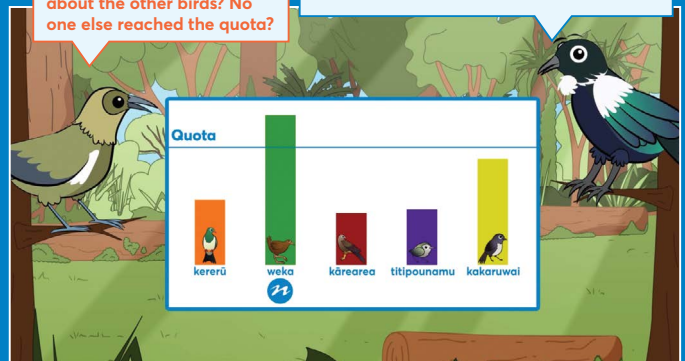 about the other birds? No
one else reached the quota?
Quota
kererū
weka
kārearea
titipounamu
kakaruwai